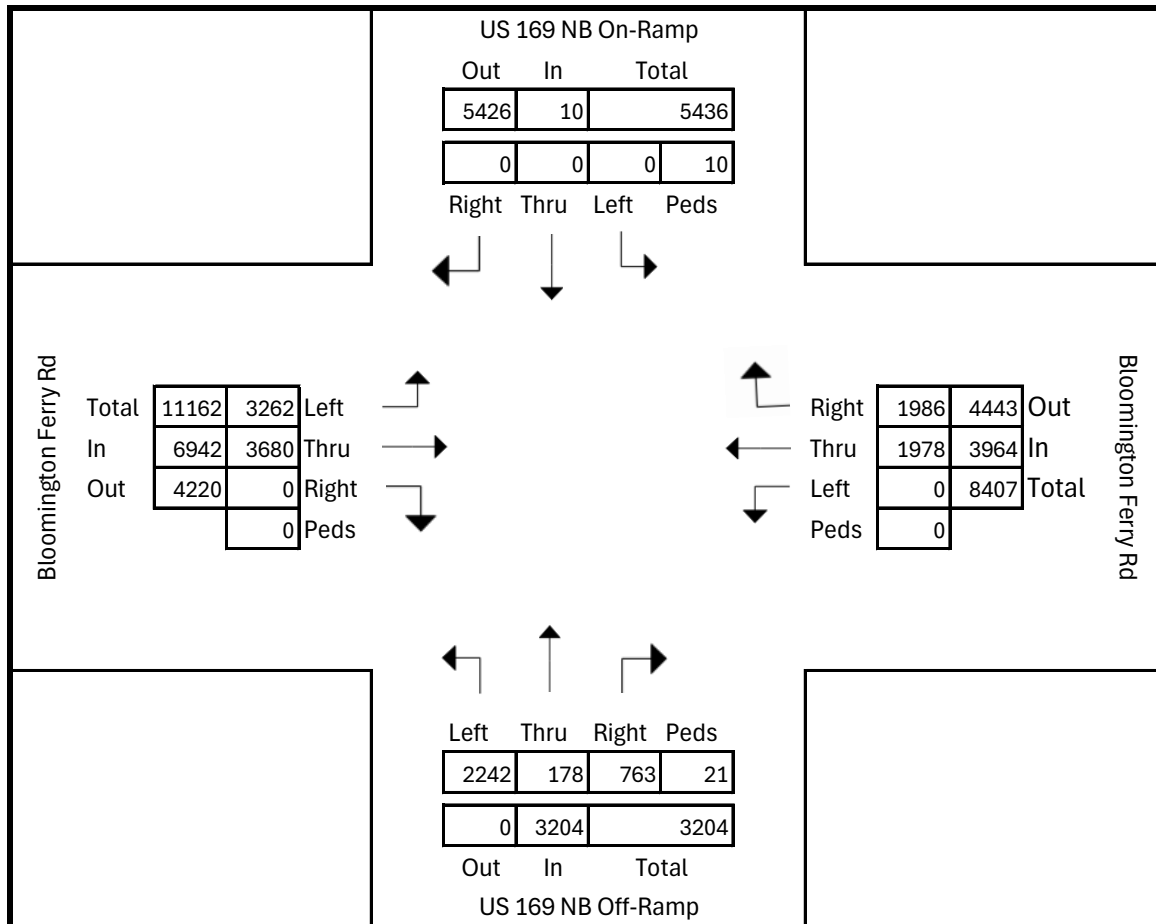 US 169 NB On-Ramp
Out In Total
5426 10 5436
0 0 0 10
Right Thru Left Peds
Bloomington Ferry Rd
Total 11162 3262 Left
In 6942 3680 Thru
Out 4220 0 Right
0 Peds
Right 1986 4443 Out
Thru 1978 3964 In
Left 0 8407 Total
Peds 0
Bloomington Ferry Rd
Left Thru Right Peds
2242 178 763 21
0 3204 3204
Out In Total
US 169 NB Off-Ramp